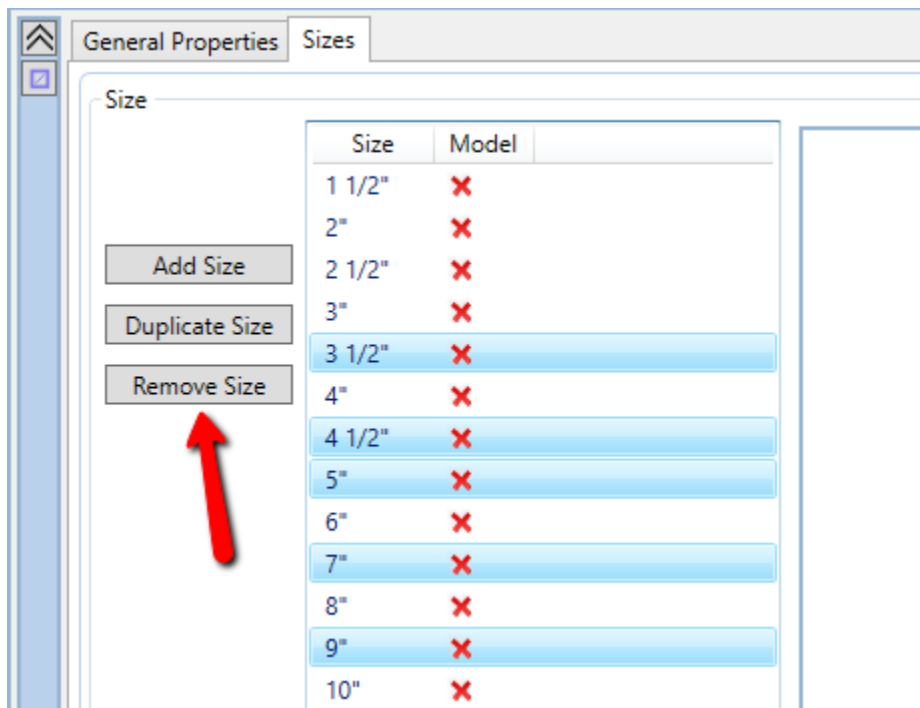 General Properties Sizes
Size
Size Model
1 1/2"
2"
Add Size
2 1/2"
3"
Duplicate Size
3 1/2"
Remove Size
4"
4 1/2"
5"
6"
7"
8"
9"
10"